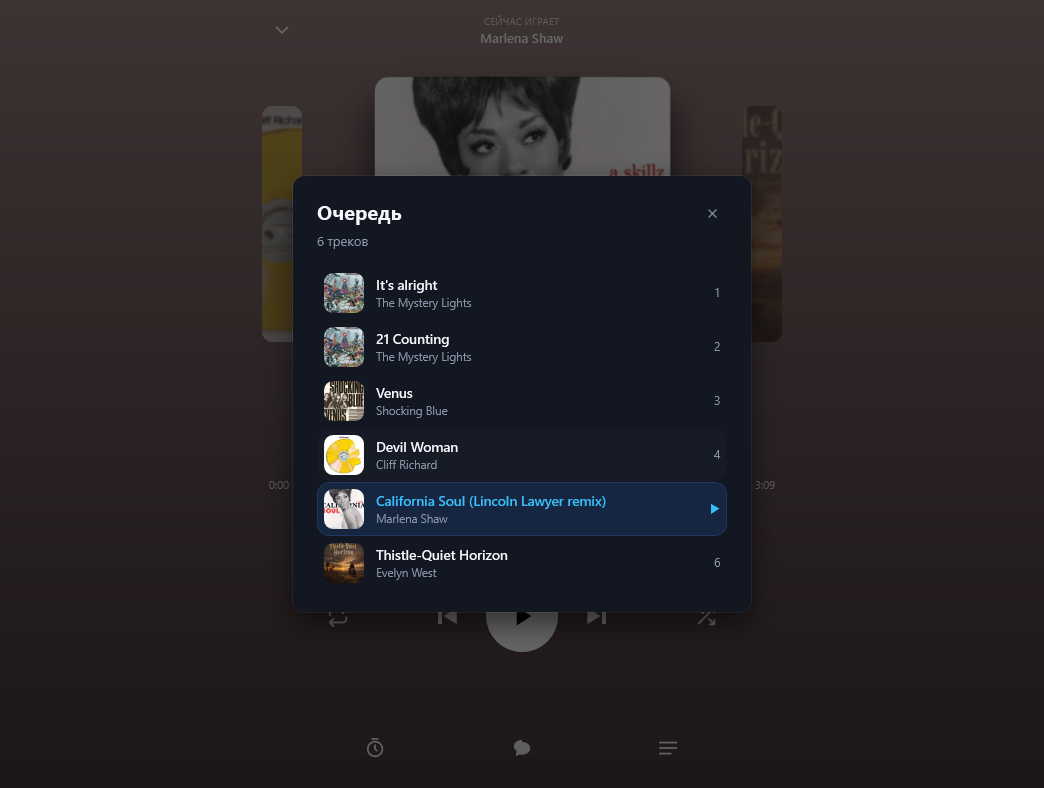 СЕЙЧАС ИГРАЕТ
Marlena Shaw
a skillz
Очередь
6 треков
It's alright
The Mystery Lights
1
21 Counting
The Mystery Lights
2
Venus
Shocking Blue
3
Devil Woman
Cliff Richard
4
0:00
3:09
California Soul (Lincoln Lawyer remix)
Marlena Shaw
Thistle-Quiet Horizon
Evelyn West
6